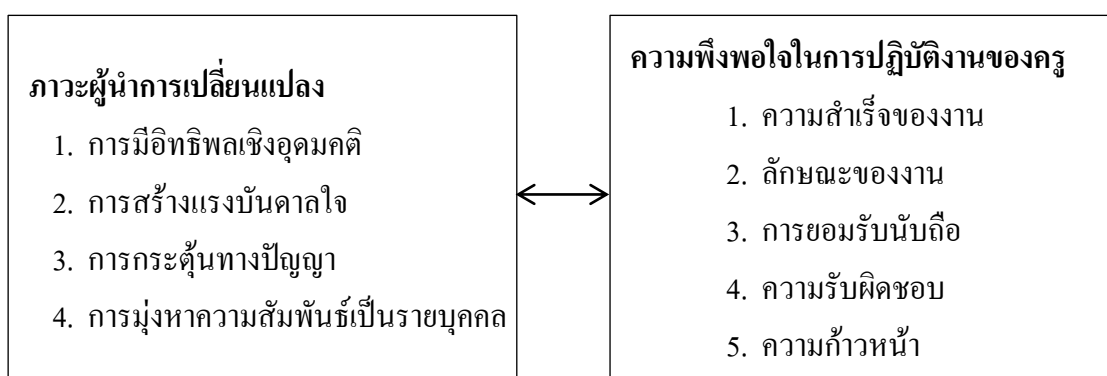 ภาวะผู้นำการเปลี่ยนแปลง
1. การมีอิทธิพลเชิงอุดมคติ
2. การสร้างแรงบันดาลใจ
3. การกระตุ้นทางปัญญา
4. การมุ่งหาความสัมพันธ์เป็นรายบุคคล
ความพึงพอใจในการปฏิบัติงานของครู
1. ความสำเร็จของงาน
2. ลักษณะของงาน
3. การยอมรับนับถือ
4. ความรับผิดชอบ
5. ความก้าวหน้า